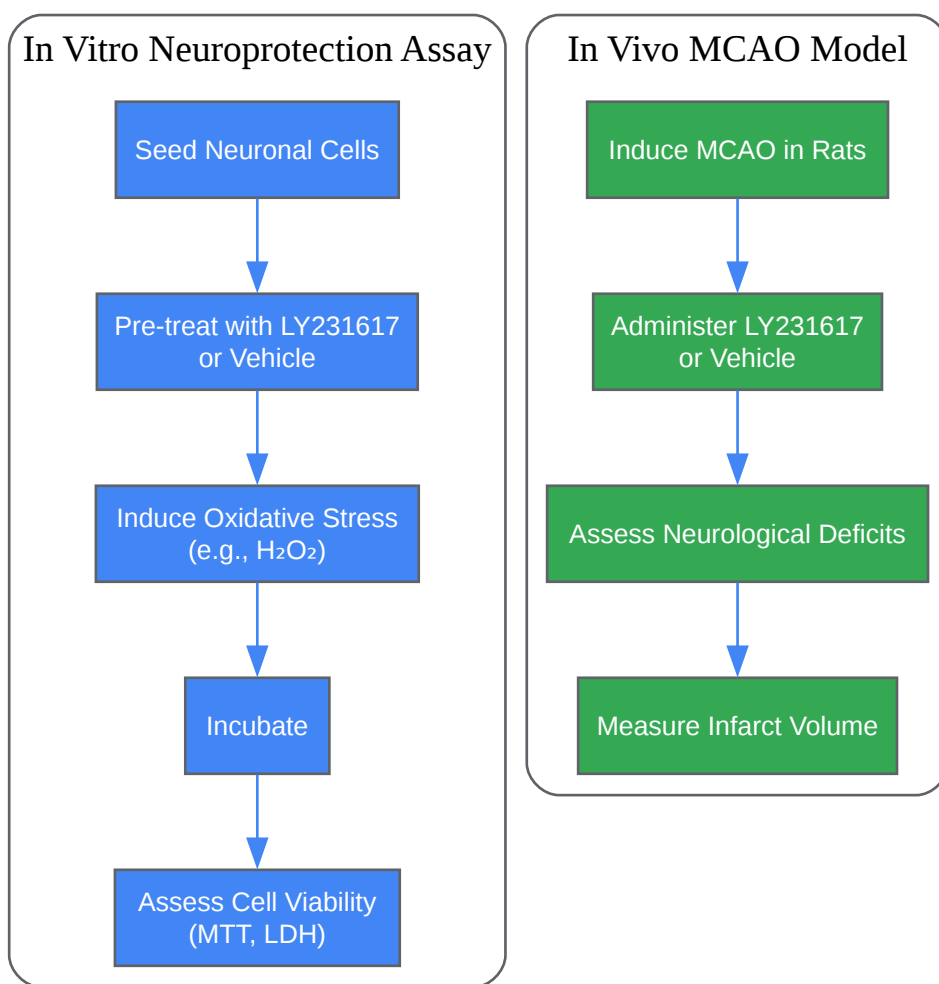 In Vitro Neuroprotection Assay
Seed Neuronal Cells
Pre-treat with LY231617
or Vehicle
Induce Oxidative Stress
(e.g., H₂O₂)
Incubate
Assess Cell Viability
(MTT, LDH)
In Vivo MCAO Model
Induce MCAO in Rats
Administer LY231617
or Vehicle
Assess Neurological Deficits
Measure Infarct Volume